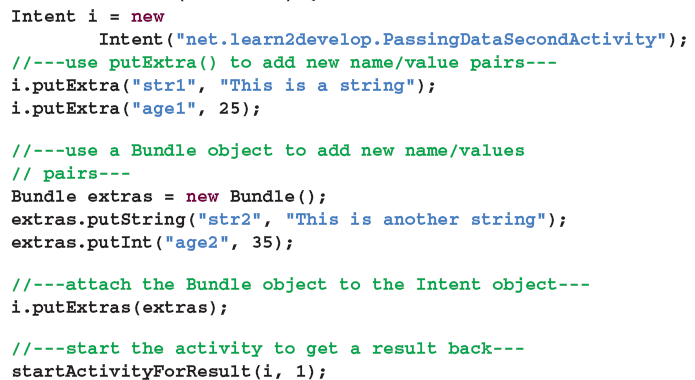 Intent i = new
        Intent("net.learn2develop.PassingDataSecondActivity");
//---use putExtra() to add new name/value pairs---
i.putExtra("str1", "This is a string");
i.putExtra("age1", 25);

//---use a Bundle object to add new name/values
// pairs---
Bundle extras = new Bundle();
extras.putString("str2", "This is another string");
extras.putInt("age2", 35);

//---attach the Bundle object to the Intent object---
i.putExtras(extras);

//---start the activity to get a result back---
startActivityForResult(i, 1);